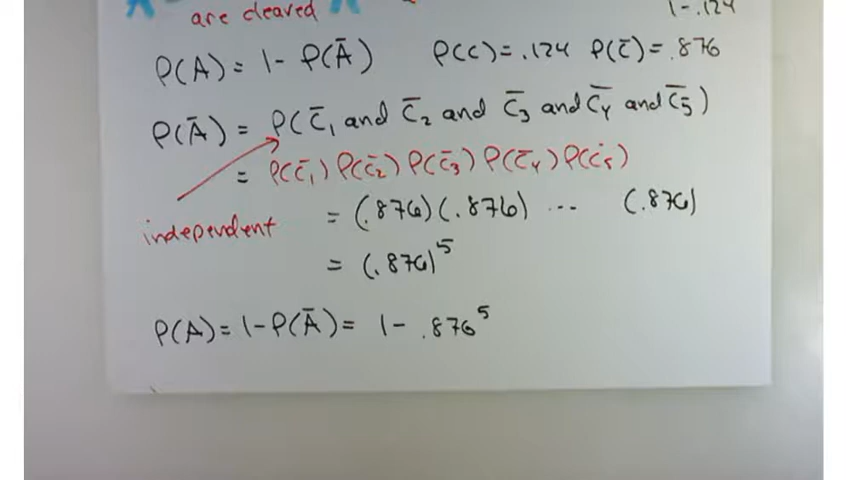 1 - .124
are cleaved
P(A) = 1 - P(Ā) P(C) = .124 P(C̄) = .876
P(Ā) = P(C̄₁ and C̄₂ and C̄₃ and C̄₄ and C̄₅)
= P(C̄₁) P(C̄₂) P(C̄₃) P(C̄₄) P(C̄₅)
independent
= (.876)(.876) ... (.876)
= (.876)⁵
P(A) = 1 - P(Ā) = 1 - .876⁵